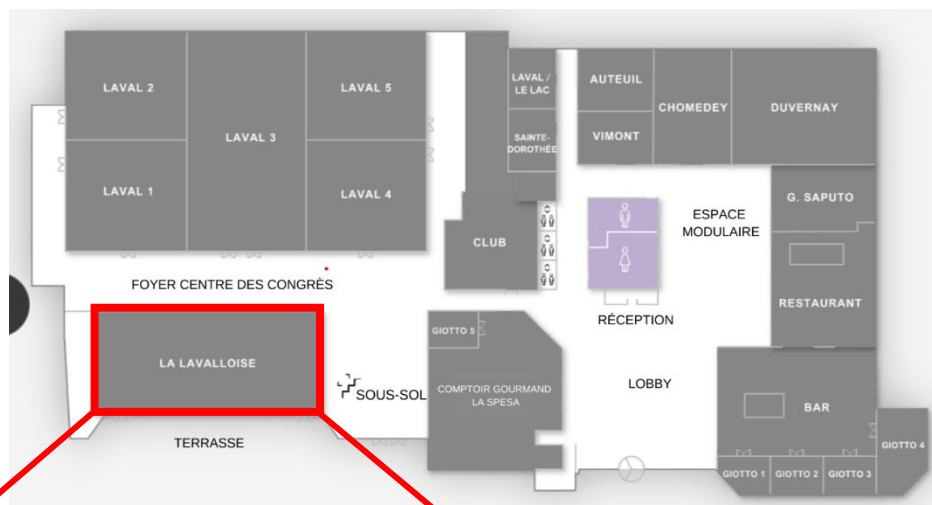 LAVAL 2
LAVAL 3
LAVAL 5
LAVAL 1
LAVAL 4
LAVAL /
LE LAC
SAINTE-
DOROTHÉE
AUTEUIL
VIMONT
CHOMEDEY
DUVERNAY
G. SAPUTO
ESPACE
MODULAIRE
CLUB
FOYER CENTRE DES CONGRÈS
RÉCEPTION
RESTAURANT
GIOTTO 5
LA LAVALLOISE
SOUS-SOL
COMPTOIR GOURMAND
LA SPESA
LOBBY
BAR
TERRASSE
GIOTTO 4
GIOTTO 1
GIOTTO 2
GIOTTO 3